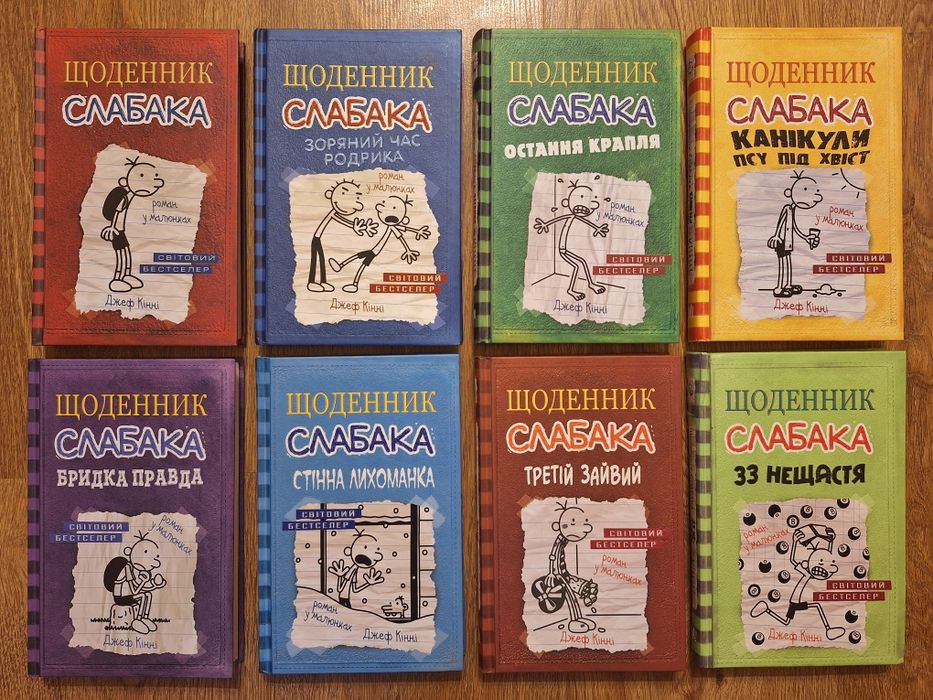 ЩОДЕННИК
СЛАБАКА
роман
у малюнках
СВІТОВИЙ
БЕСТСЕЛЕР
Джеф Кінні
ЩОДЕННИК
СЛАБАКА
ЗОРЯНИЙ ЧАС
РОДРИКА
роман
у малюнках
СВІТОВИЙ
БЕСТСЕЛЕР
Джеф Кінні
ЩОДЕННИК
СЛАБАКА
ОСТАННЯ КРАПЛЯ
роман
у малюнках
СВІТОВИЙ
БЕСТСЕЛЕР
Джеф Кінні
ЩОДЕННИК
СЛАБАКА
КАНІКУЛИ
ПСУ ПІД ХВІСТ
роман
у малюнках
СВІТОВИЙ
БЕСТСЕЛЕР
Джеф Кінні
ЩОДЕННИК
СЛАБАКА
БРИДКА ПРАВДА
роман
у малюнках
СВІТОВИЙ
БЕСТСЕЛЕР
Джеф Кінні
ЩОДЕННИК
СЛАБАКА
СТІННА ЛИХОМАНКА
СВІТОВИЙ
БЕСТСЕЛЕР
роман
у малюнках
Джеф Кінні
ЩОДЕННИК
СЛАБАКА
ТРЕТІЙ ЗАЙВИЙ
СВІТОВИЙ
БЕСТСЕЛЕР
роман
у малюнках
Джеф Кінні
ЩОДЕННИК
СЛАБАКА
33 НЕЩАСТЯ
роман
у малюнках
СВІТОВИЙ
БЕСТСЕЛЕР
Джеф Кінні